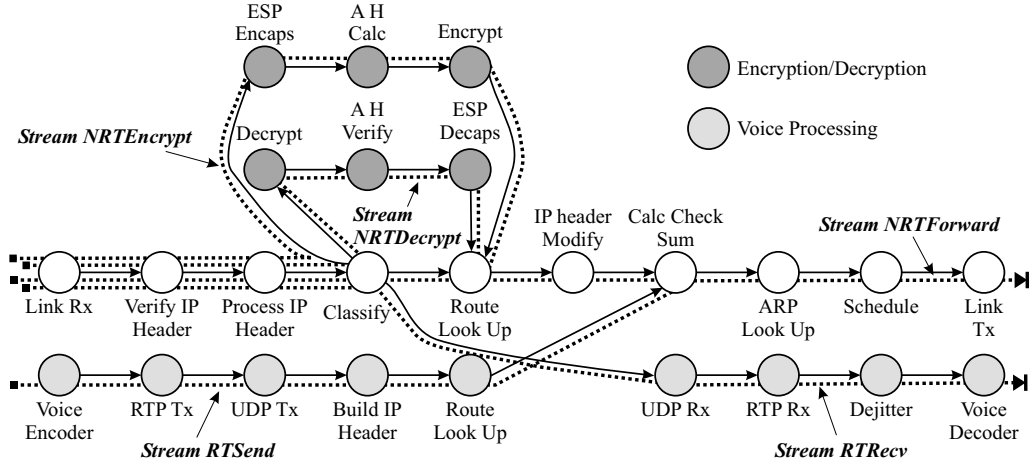 ESP
Encaps
A H
Calc
Encrypt
Encryption/Decryption
Voice Processing
Stream NRTEncrypt
Decrypt
A H
Verify
ESP
Decaps
Stream
NRTDecrypt
IP header
Modify
Calc Check
Sum
Stream NRTForward
Link Rx
Verify IP
Header
Process IP
Header
Classify
Route
Look Up
ARP
Look Up
Schedule
Link
Tx
Voice
Encoder
RTP Tx
UDP Tx
Build IP
Header
Route
Look Up
UDP Rx
RTP Rx
Dejitter
Voice
Decoder
Stream RTSend
Stream RTRecv